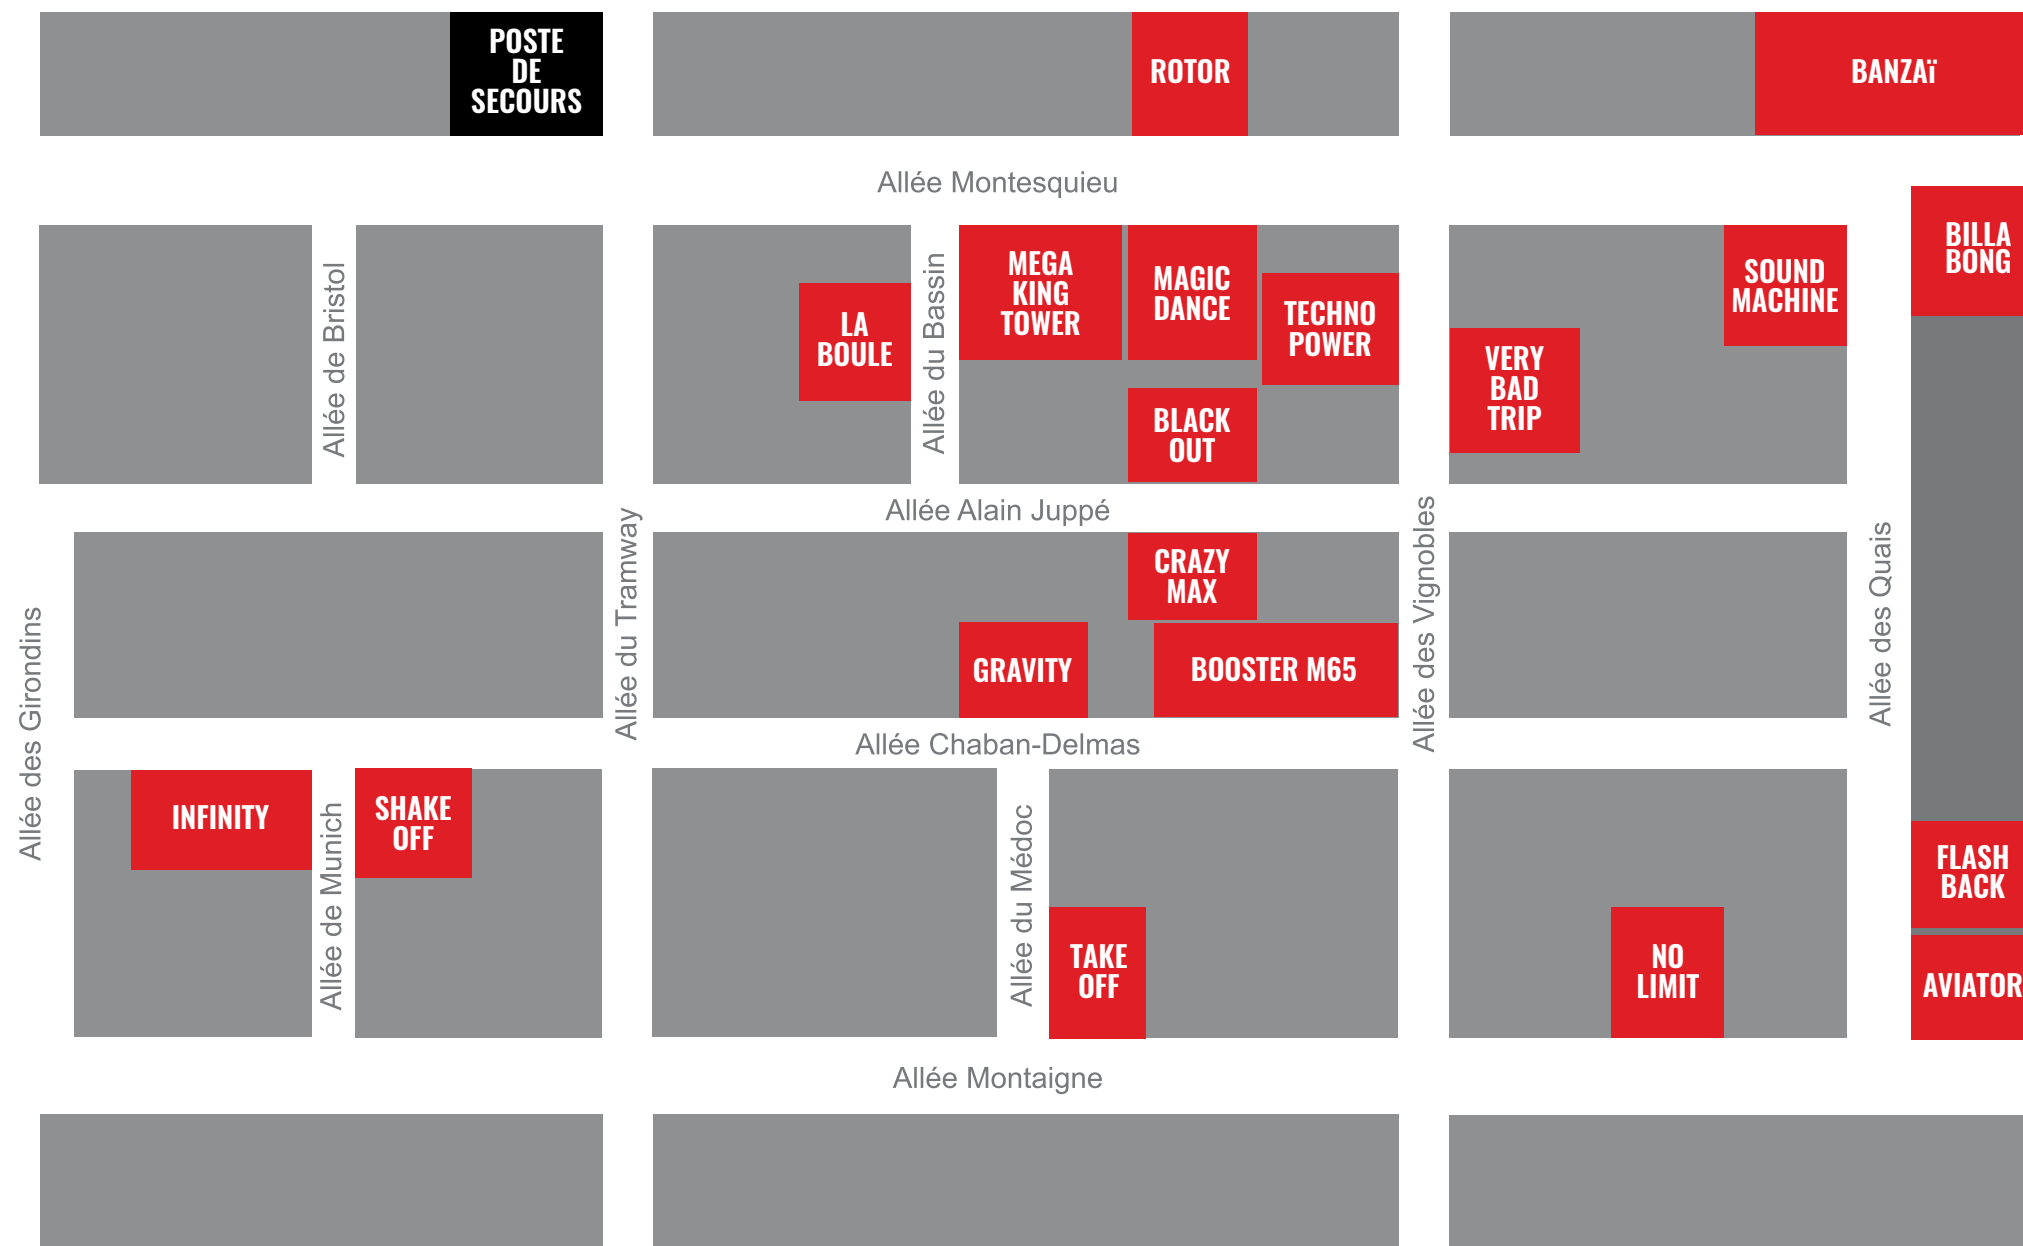 POSTE
DE
SECOURS
ROTOR
BANZAï
Allée Montesquieu
Allée de Bristol
LA
BOULE
Allée du Bassin
MEGA
KING
TOWER
MAGIC
DANCE
TECHNO
POWER
BLACK
OUT
VERY
BAD
TRIP
SOUND
MACHINE
BILLA
BONG
Allée Alain Juppé
Allée des Girondins
Allée du Tramway
CRAZY
MAX
GRAVITY
BOOSTER M65
Allée des Vignobles
Allée des Quais
Allée Chaban-Delmas
INFINITY
Allée de Munich
SHAKE
OFF
Allée du Médoc
TAKE
OFF
NO
LIMIT
FLASH
BACK
AVIATOR
Allée Montaigne